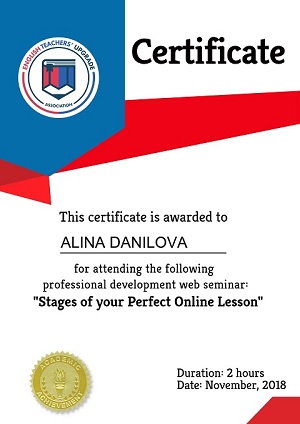 ENGLISH TEACHERS' UPGRADE
ASSOCIATION
Certificate
This certificate is awarded to
ALINA DANILOVA
for attending the following
professional development web seminar:
"Stages of your Perfect Online Lesson"
ACADEMIC
ACHIEVEMENT
Duration: 2 hours
Date: November, 2018